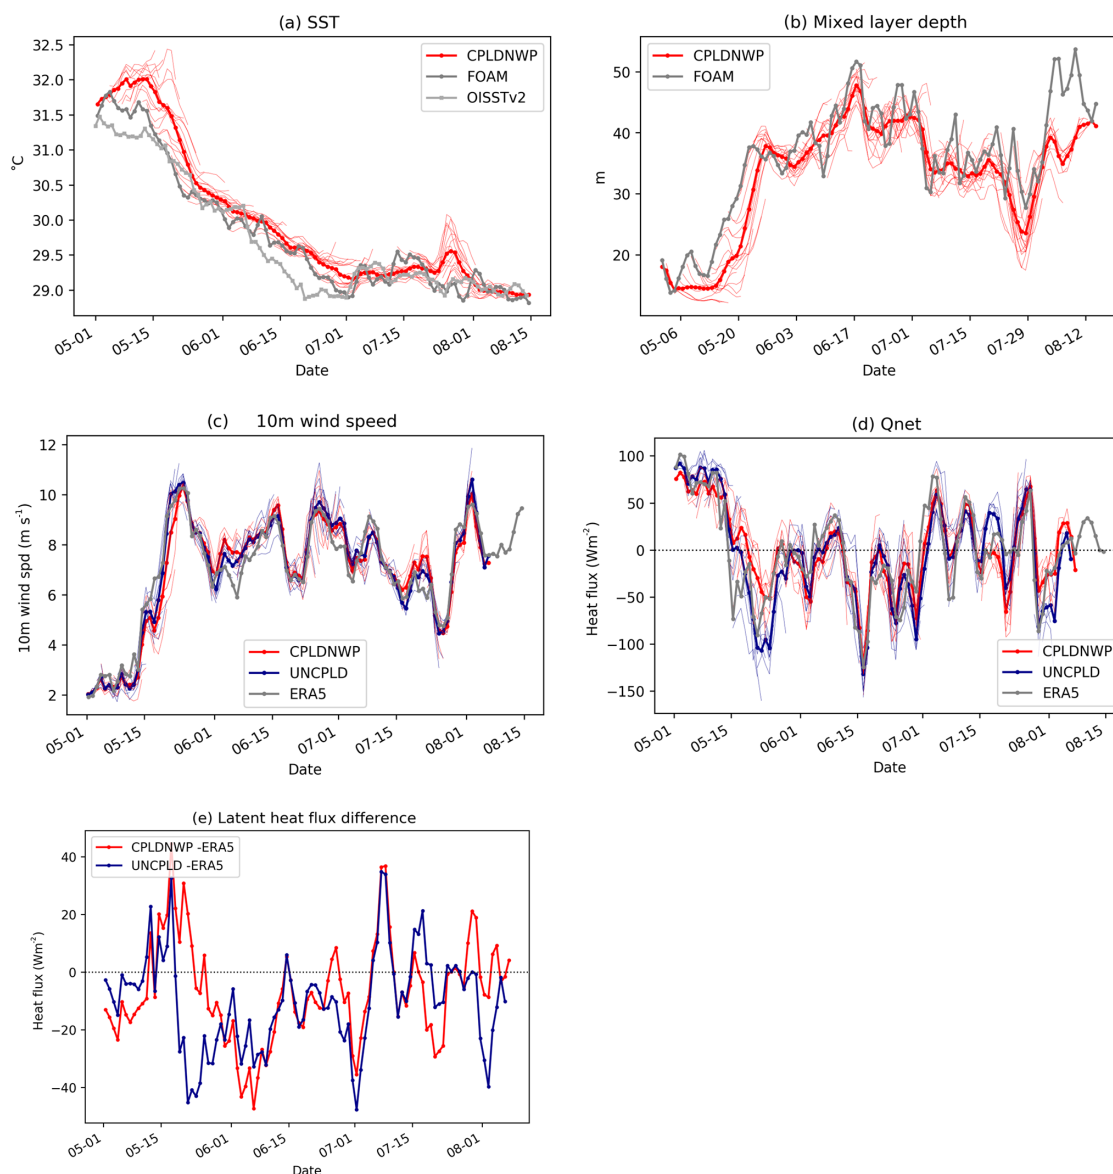 (a) SST
32.5
32.0
31.5
31.0
30.5
30.0
29.5
29.0
°C
CPLDNWP
FOAM
OISSTv2
05-01
05-15
06-01
06-15
07-01
07-15
08-01
08-15
Date
(b) Mixed layer depth
50
40
30
20
m
CPLDNWP
FOAM
05-06
05-20
06-03
06-17
07-01
07-15
07-29
08-12
Date
(c) 10m wind speed
12
10
8
6
4
2
10m wind spd (m s⁻¹)
CPLDNWP
UNCPLD
ERA5
05-01
05-15
06-01
06-15
07-01
07-15
08-01
08-15
Date
(d) Qnet
100
50
0
−50
−100
−150
Heat flux (Wm⁻²)
CPLDNWP
UNCPLD
ERA5
05-01
05-15
06-01
06-15
07-01
07-15
08-01
08-15
Date
(e) Latent heat flux difference
40
20
0
−20
−40
Heat flux (Wm⁻²)
CPLDNWP -ERA5
UNCPLD -ERA5
05-01
05-15
06-01
06-15
07-01
07-15
08-01
Date